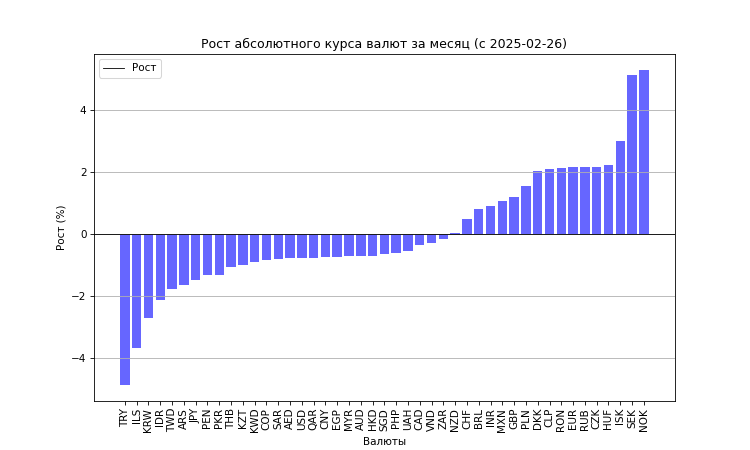 Рост абсолютного курса валют за месяц (с 2025-02-26)
Рост
Рост (%)
4
2
0
−2
−4
TRY ILS KRW IDR TWD ARS JPY PEN PKR THB KZT KWD COP SAR AED USD QAR CNY EGP MYR AUD HKD SGD PHP UAH CAD VND ZAR NZD CHF BRL INR MXN GBP PLN DKK CLP RON EUR RUB CZK HUF ISK SEK NOK
Валюты